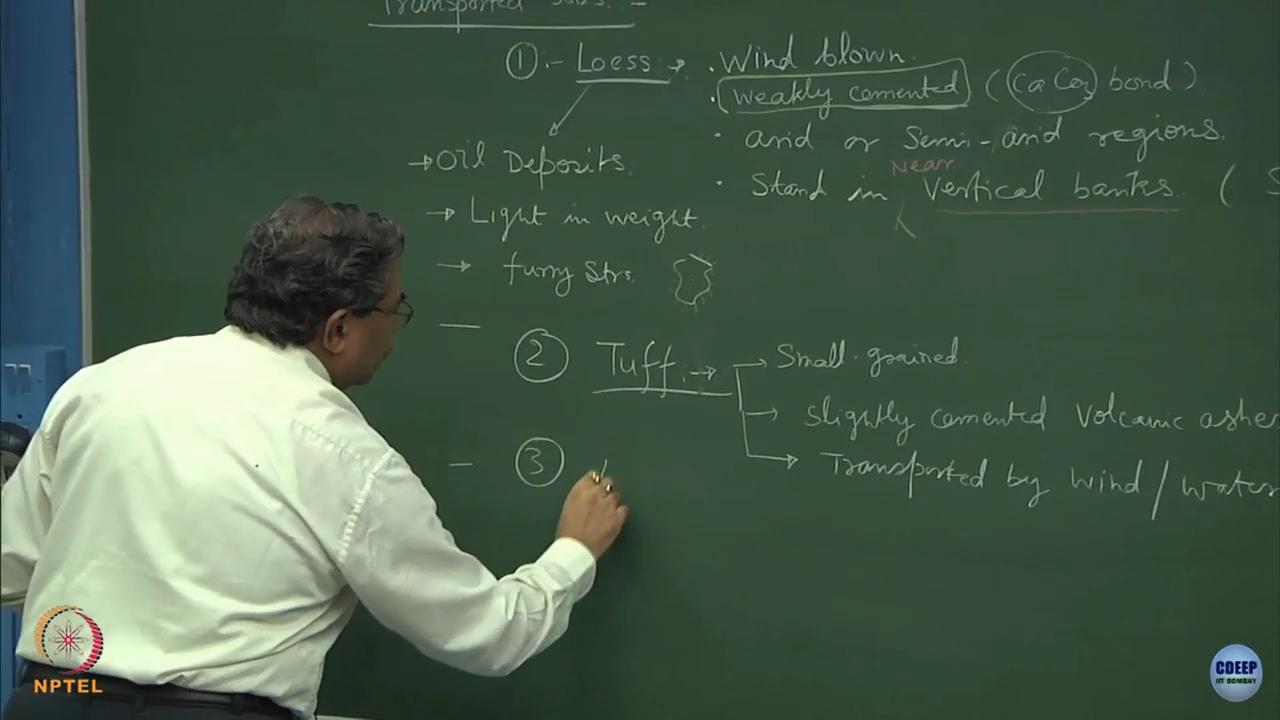 Transported Soils: -
① :- Loess → . Wind blown.
. weakly cemented (CaCO3 bond)
. arid or Semi-arid regions.
Near
. Stand in Vertical banks. ( S
→ Oil Deposits.
→ Light in weight.
→ furry Strs.
— ② Tuff. → → Small-grained.
→ Slightly cemented Volcanic ashes
→ Transported by Wind / Water
— ③
NPTEL
CDEEP
IIT BOMBAY